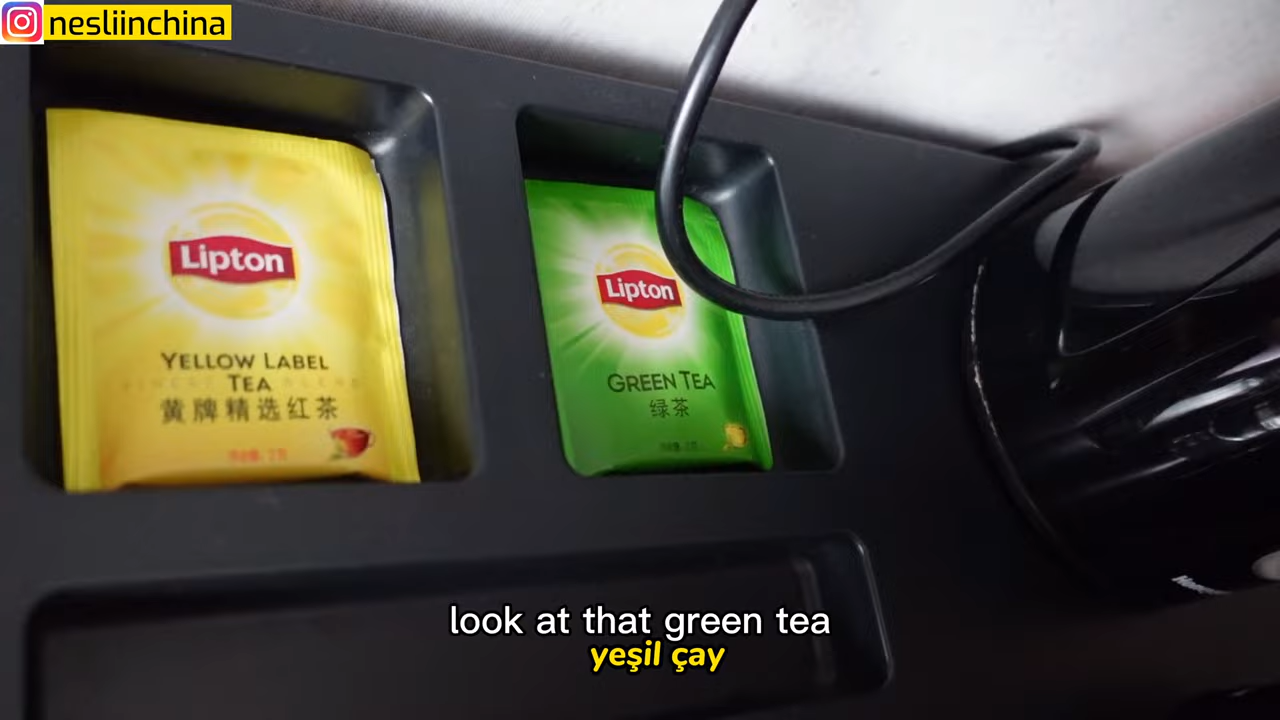 nesliinchina
Lipton
YELLOW LABEL
TEA
黄牌精选红茶
Lipton
GREEN TEA
绿茶
look at that green tea
yeşil çay